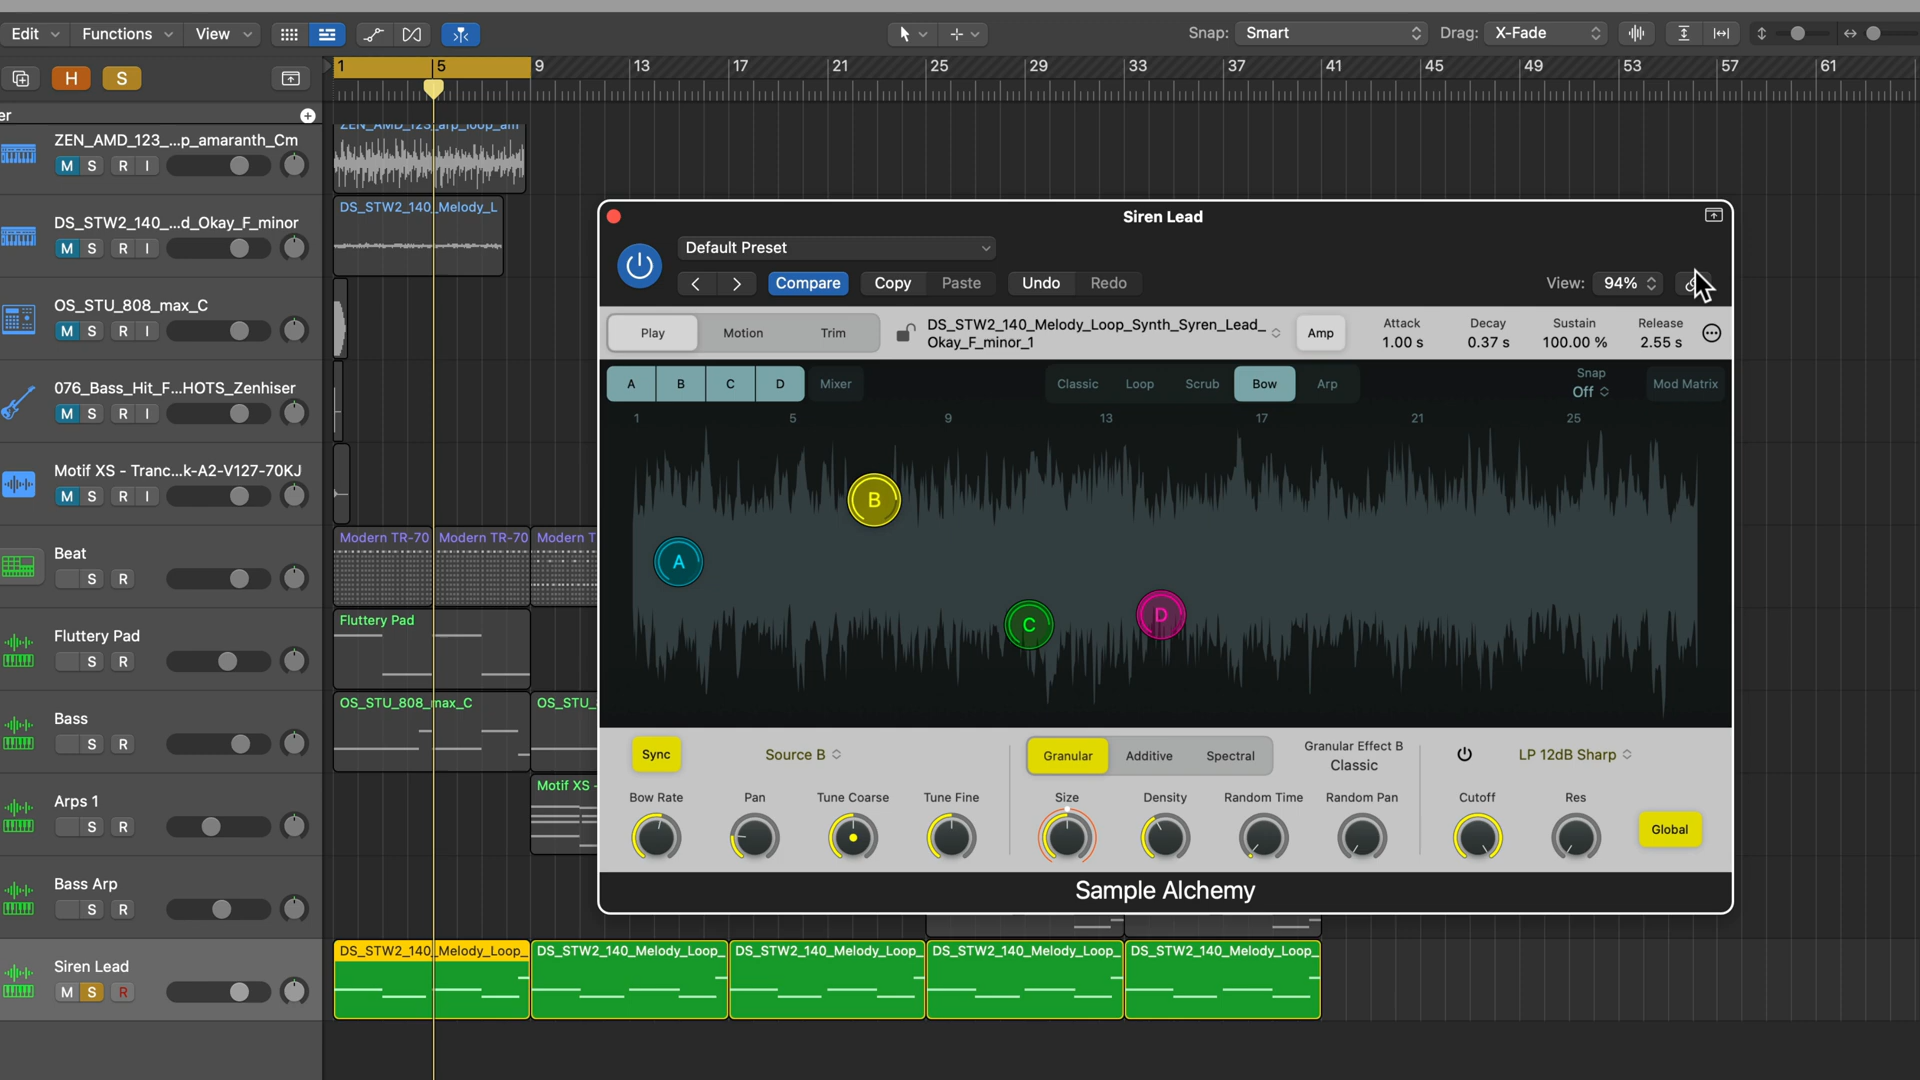 Edit Functions View Snap: Smart Drag: X-Fade
H S 1 5 9 13 17 21 25 29 33 37 41 45 49 53 57 61
er
ZEN_AMD_123_...p_amaranth_Cm
M S R I
ZEN_AMD_123_arp_loop_am
DS_STW2_140_...d_Okay_F_minor
M S R I
DS_STW2_140_Melody_L
OS_STU_808_max_C
M S R I
076_Bass_Hit_F...HOTS_Zenhiser
M S R I
Motif XS - Tranc...k-A2-V127-70KJ
M S R I
Beat
S R
Modern TR-70 Modern TR-70 Modern T
Fluttery Pad
S R
Fluttery Pad
Bass
S R
OS_STU_808_max_C OS_STU_
Arps 1
S R
Motif XS -
Bass Arp
S R
Siren Lead
M S R
DS_STW2_140_Melody_Loop_ DS_STW2_140_Melody_Loop_ DS_STW2_140_Melody_Loop_ DS_STW2_140_Melody_Loop_ DS_STW2_140_Melody_Loop_
Siren Lead
Default Preset
Compare Copy Paste Undo Redo View: 94%
Play Motion Trim
DS_STW2_140_Melody_Loop_Synth_Syren_Lead_
Okay_F_minor_1
Amp
Attack Decay Sustain Release
1.00 s 0.37 s 100.00 % 2.55 s
A B C D Mixer Classic Loop Scrub Bow Arp
Snap
Off
Mod Matrix
1 5 9 13 17 21 25
B
A
D
C
Sync Source B Granular Additive Spectral
Granular Effect B
Classic
LP 12dB Sharp
Bow Rate Pan Tune Coarse Tune Fine Size Density Random Time Random Pan Cutoff Res
Global
Sample Alchemy